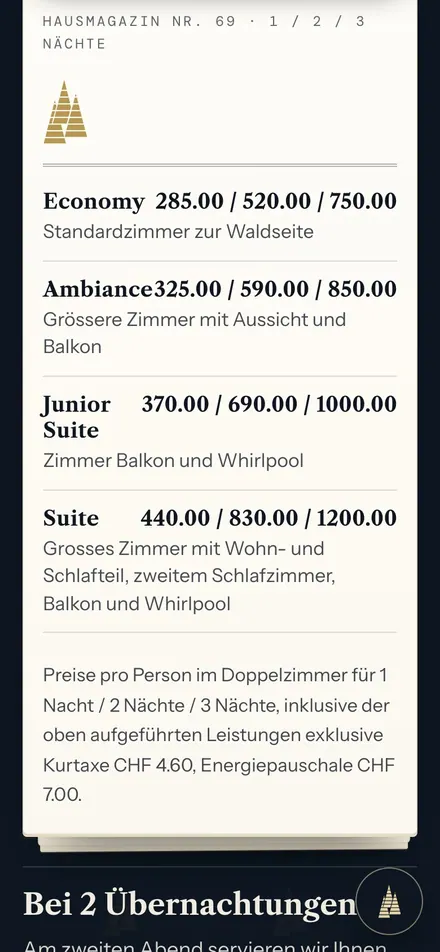 HAUSMAGAZIN NR. 69 · 1 / 2 / 3
NÄCHTE
Economy 285.00 / 520.00 / 750.00
Standardzimmer zur Waldseite
Ambiance 325.00 / 590.00 / 850.00
Grössere Zimmer mit Aussicht und
Balkon
Junior 370.00 / 690.00 / 1000.00
Suite
Zimmer Balkon und Whirlpool
Suite 440.00 / 830.00 / 1200.00
Grosses Zimmer mit Wohn- und
Schlafteil, zweitem Schlafzimmer,
Balkon und Whirlpool
Preise pro Person im Doppelzimmer für 1
Nacht / 2 Nächte / 3 Nächte, inklusive der
oben aufgeführten Leistungen exklusive
Kurtaxe CHF 4.60, Energiepauschale CHF
7.00.
Bei 2 Übernachtungen
Am zweiten Abend servieren wir Ihnen